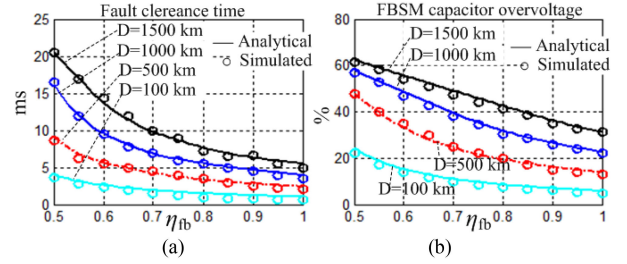 Fault clereance time
FBSM capacitor overvoltage
25
20
15
10
5
0
ms
D=1500 km
D=1000 km
D=500 km
D=100 km
Analytical
Simulated
0.5 0.6 0.7 0.8 0.9 1
ηfb
(a)
80
60
40
20
0
%
D=1500 km
D=1000 km
Analytical
Simulated
D=500 km
D=100 km
0.5 0.6 0.7 0.8 0.9 1
ηfb
(b)